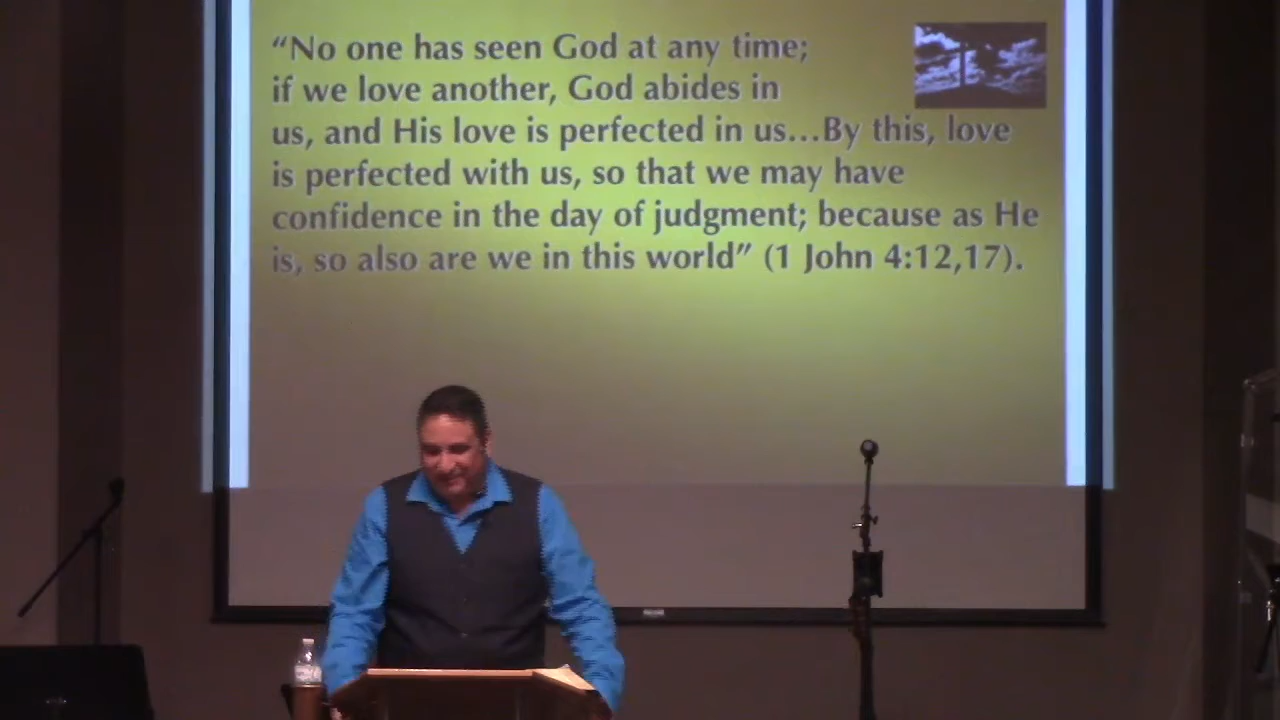 “No one has seen God at any time;
if we love another, God abides in
us, and His love is perfected in us...By this, love
is perfected with us, so that we may have
confidence in the day of judgment; because as He
is, so also are we in this world” (1 John 4:12,17).